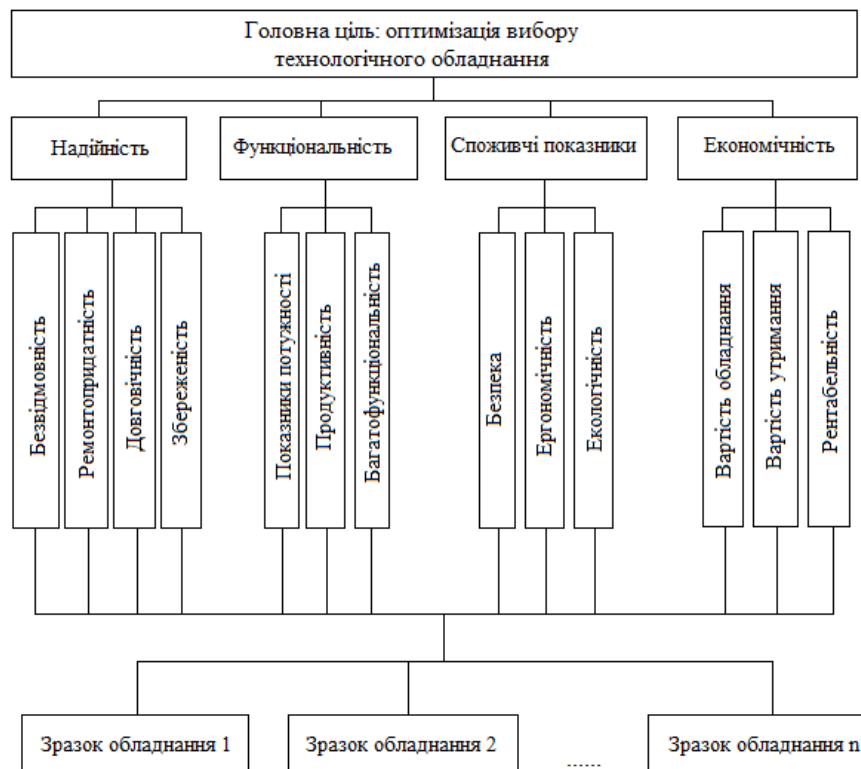 Головна ціль: оптимізація вибору
технологічного обладнання
Надійність
Функціональність
Споживчі показники
Економічність
Безвідмовність
Ремонтопридатність
Довговічність
Збереженість
Показники потужності
Продуктивність
Багатофункціональність
Безпека
Ергономічність
Екологічність
Вартість обладнання
Вартість утримання
Рентабельність
Зразок обладнання 1
Зразок обладнання 2
......
Зразок обладнання n